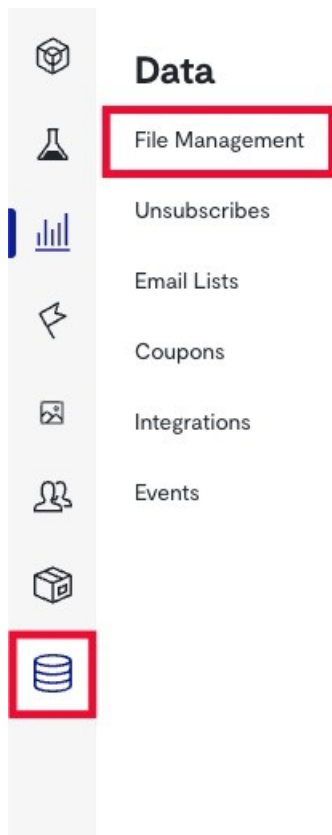 Data
File Management
Unsubscribes
Email Lists
Coupons
Integrations
Events